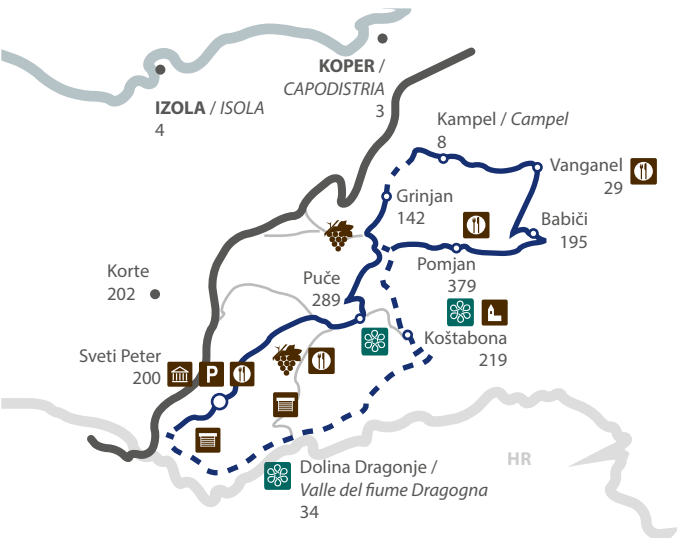 KOPER /
CAPODISTRIA
3
IZOLA / ISOLA
4
Kampel / Campel
8
Vanganel
29
Grinjan
142
Babiči
195
Pomjan
379
Korte
202
Puče
289
Koštabona
219
Sveti Peter
200
P
HR
Dolina Dragonje /
Valle del fiume Dragogna
34